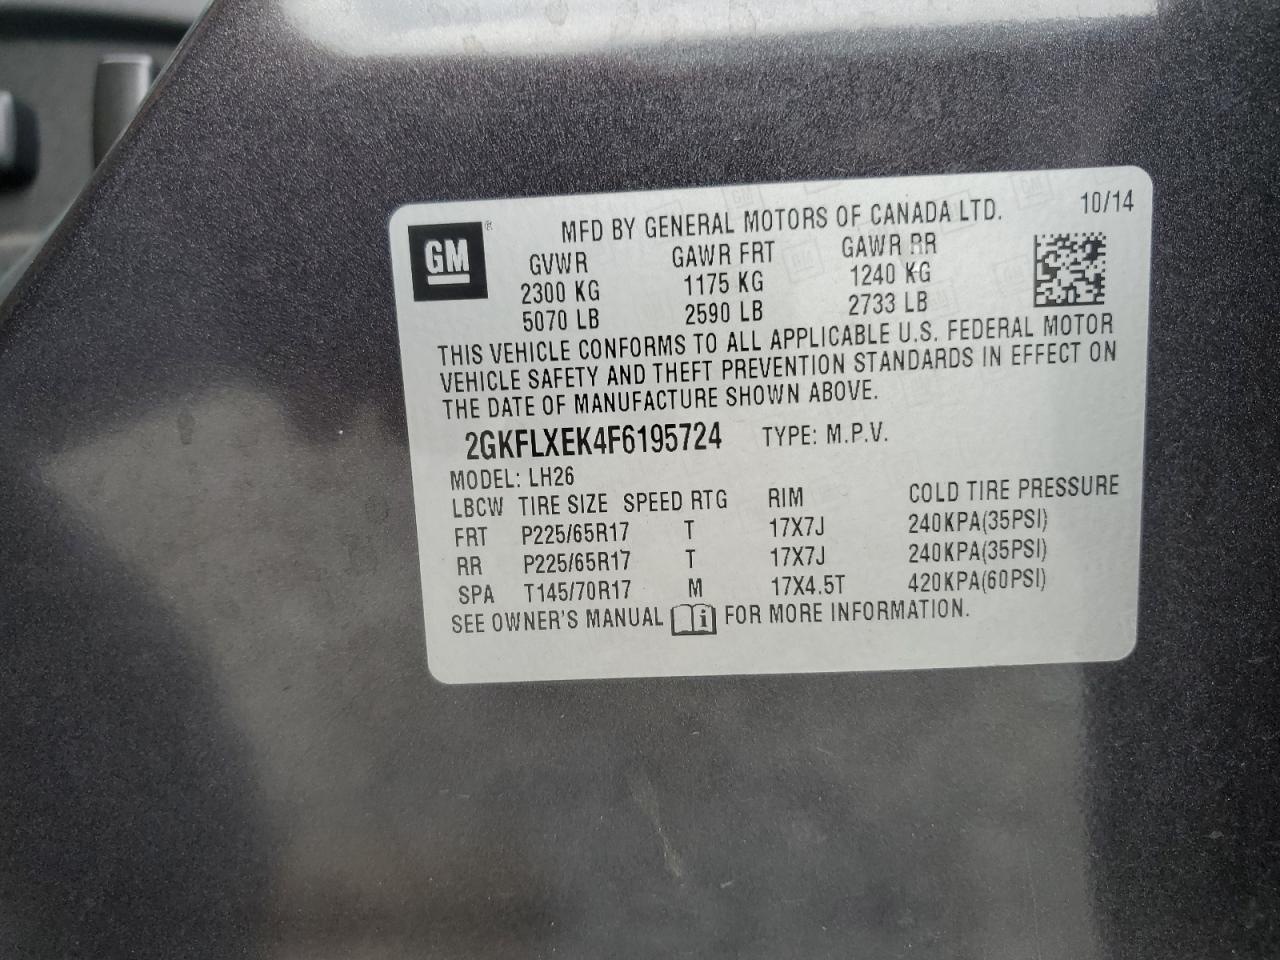 GM ® MFD BY GENERAL MOTORS OF CANADA LTD. 10/14
GVWR GAWR FRT GAWR RR
2300 KG 1175 KG 1240 KG
5070 LB 2590 LB 2733 LB
THIS VEHICLE CONFORMS TO ALL APPLICABLE U.S. FEDERAL MOTOR
VEHICLE SAFETY AND THEFT PREVENTION STANDARDS IN EFFECT ON
THE DATE OF MANUFACTURE SHOWN ABOVE.
2GKFLXEK4F6195724 TYPE: M.P.V.
MODEL: LH26
LBCW TIRE SIZE SPEED RTG RIM COLD TIRE PRESSURE
FRT P225/65R17 T 17X7J 240KPA(35PSI)
RR P225/65R17 T 17X7J 240KPA(35PSI)
SPA T145/70R17 M 17X4.5T 420KPA(60PSI)
SEE OWNER'S MANUAL i FOR MORE INFORMATION.